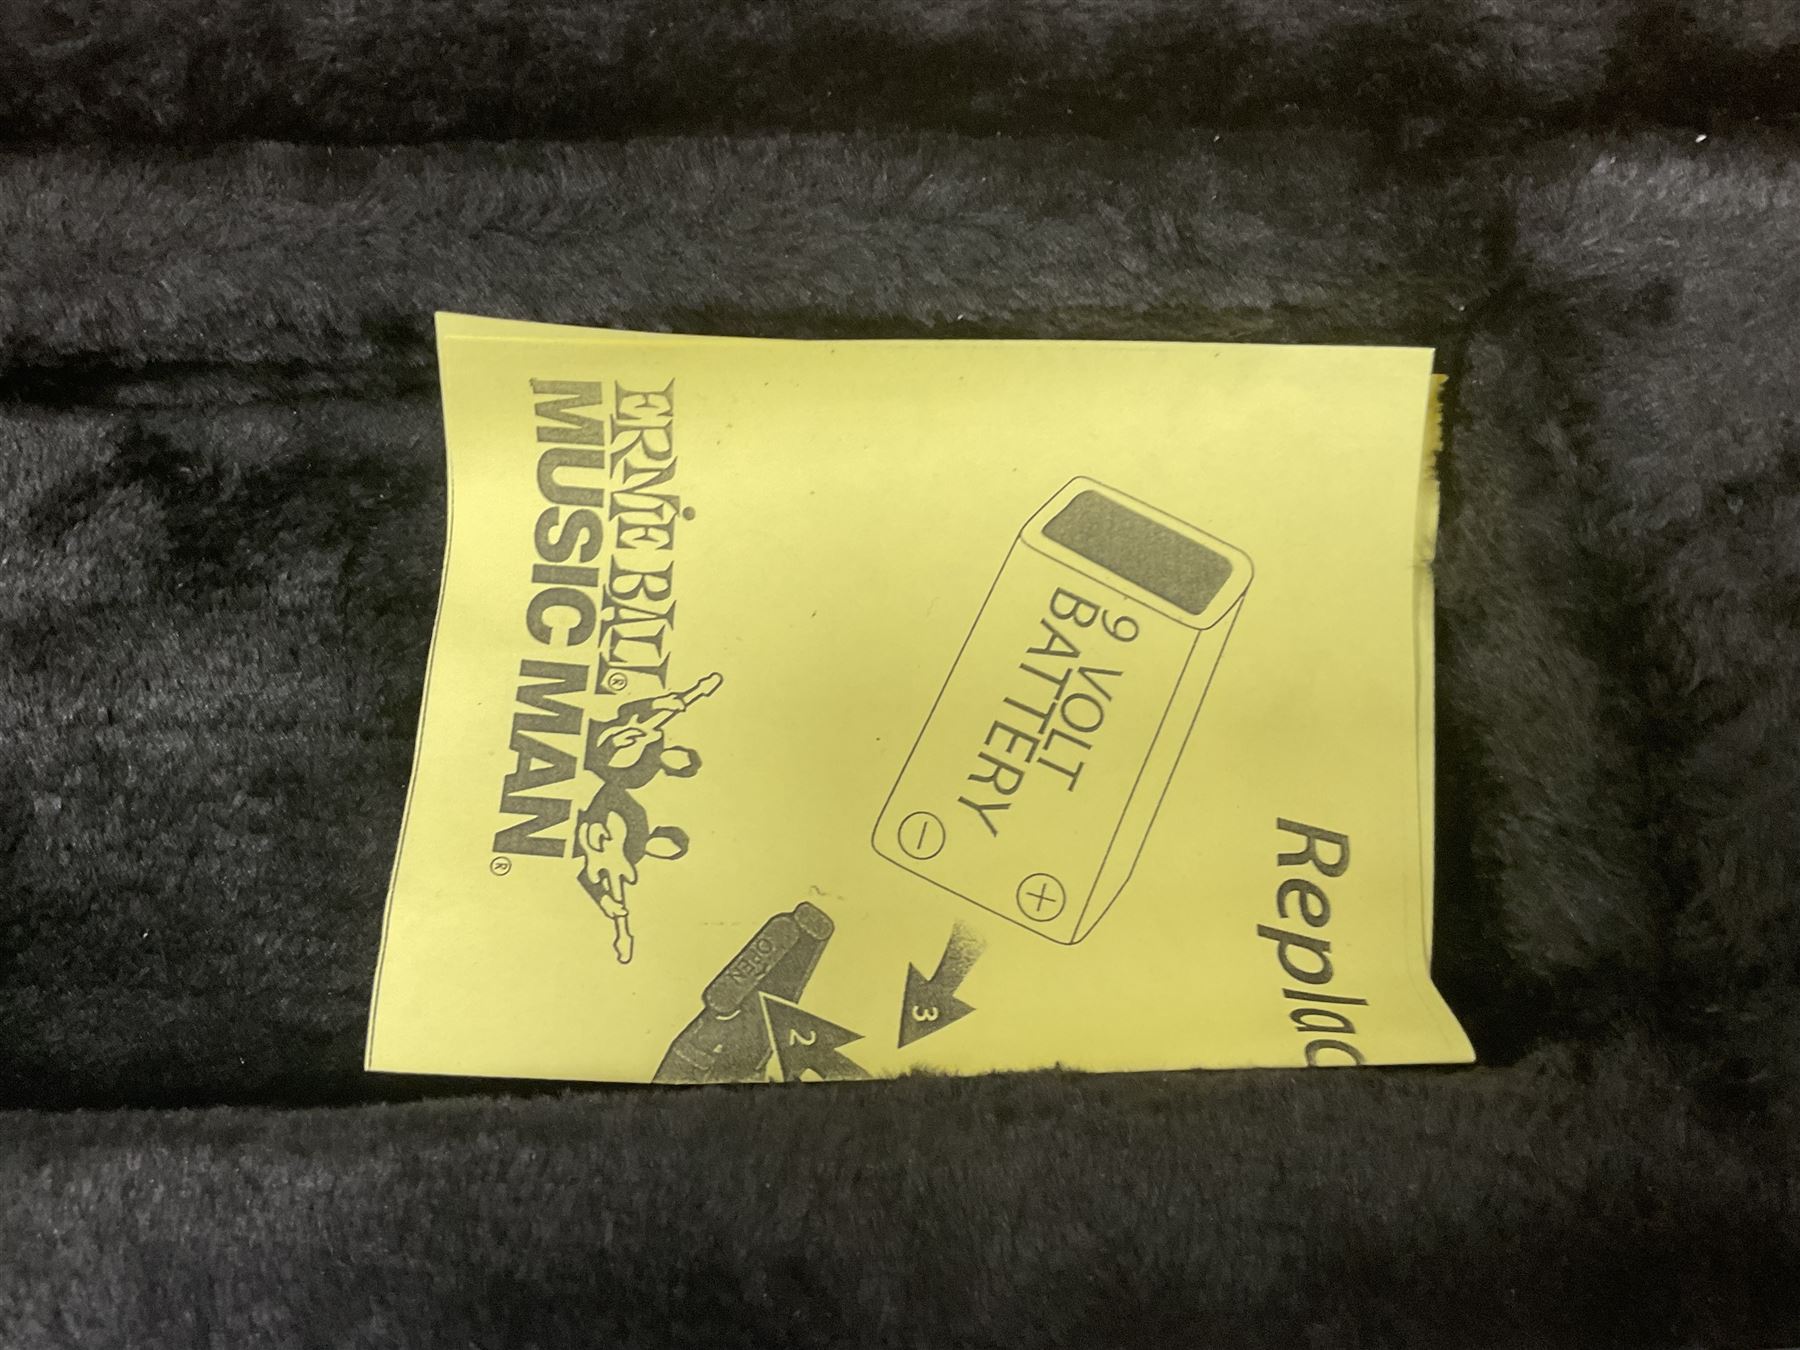 Replac
9 VOLT
BATTERY
3
2
OPEN
ERNIE BALL®
MUSIC MAN®